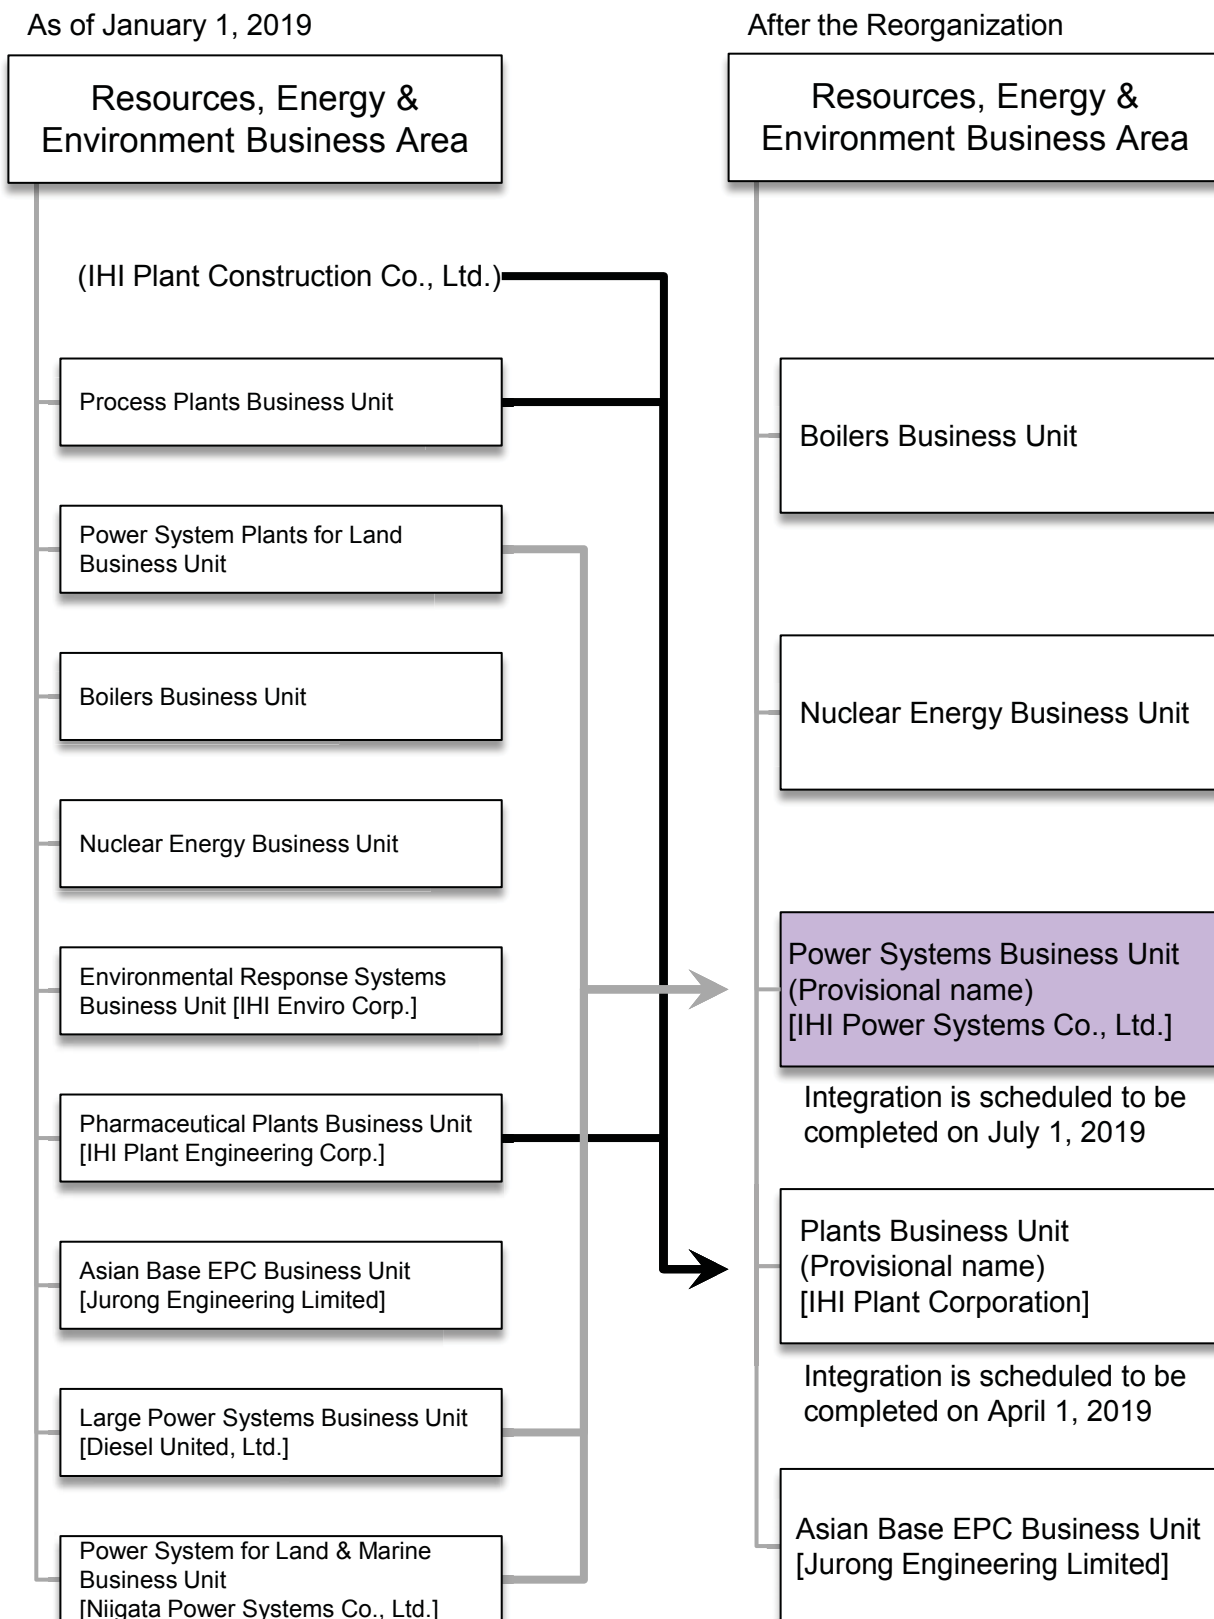 As of January 1, 2019
Resources, Energy &
Environment Business Area
(IHI Plant Construction Co., Ltd.)
Process Plants Business Unit
Power System Plants for Land
Business Unit
Boilers Business Unit
Nuclear Energy Business Unit
Environmental Response Systems
Business Unit [IHI Enviro Corp.]
Pharmaceutical Plants Business Unit
[IHI Plant Engineering Corp.]
Asian Base EPC Business Unit
[Jurong Engineering Limited]
Large Power Systems Business Unit
[Diesel United, Ltd.]
Power System for Land & Marine
Business Unit
[Niigata Power Systems Co., Ltd.]
After the Reorganization
Resources, Energy &
Environment Business Area
Boilers Business Unit
Nuclear Energy Business Unit
Power Systems Business Unit
(Provisional name)
[IHI Power Systems Co., Ltd.]
Integration is scheduled to be
completed on July 1, 2019
Plants Business Unit
(Provisional name)
[IHI Plant Corporation]
Integration is scheduled to be
completed on April 1, 2019
Asian Base EPC Business Unit
[Jurong Engineering Limited]